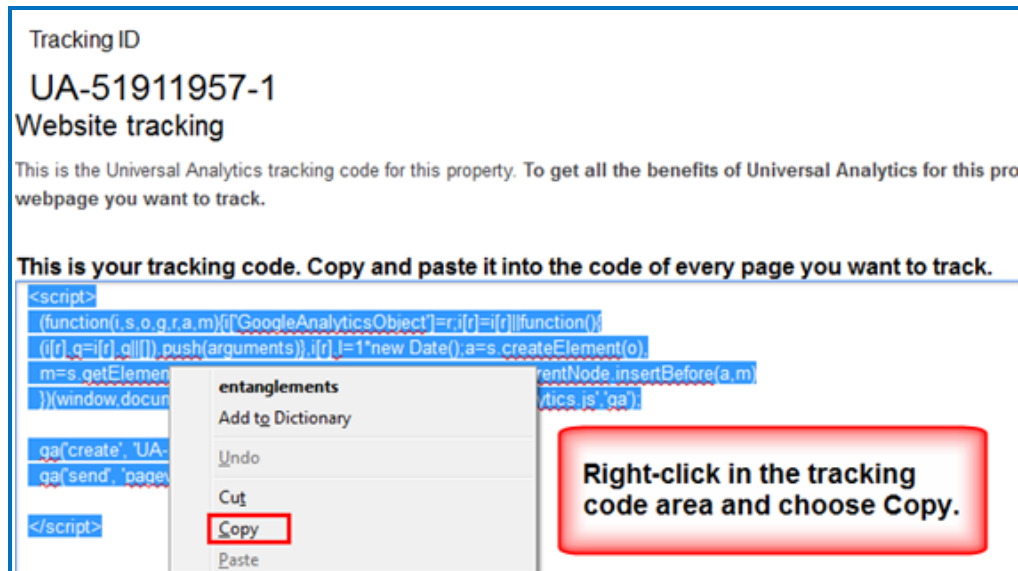 Tracking ID
UA-51911957-1
Website tracking
This is the Universal Analytics tracking code for this property. To get all the benefits of Universal Analytics for this pro
webpage you want to track.
This is your tracking code. Copy and paste it into the code of every page you want to track.
<script>
(function(i,s,o,g,r,a,m){i['GoogleAnalyticsObject']=r;i[r]=i[r]||function(){
(i[r].q=i[r].q||[]).push(arguments)},i[r].l=1*new Date();a=s.createElement(o),
m=s.getElemen rentNode.insertBefore(a,m)
})(window,docun ytics.js','ga');
entanglements
Add to Dictionary
ga('create', 'UA- Undo
ga('send', 'pagev
Cut
Right-click in the tracking
code area and choose Copy.
</script> Copy
Paste